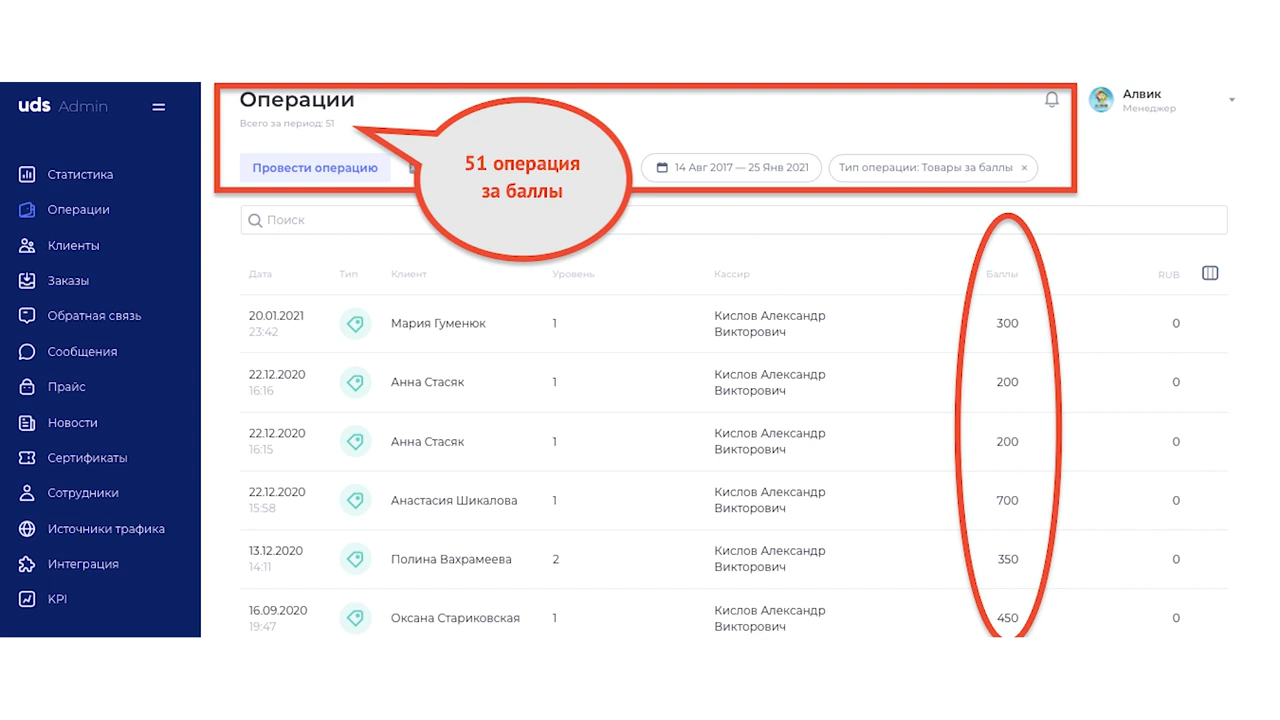 uds Admin
Статистика
Операции
Клиенты
Заказы
Обратная связь
Сообщения
Прайс
Новости
Сертификаты
Сотрудники
Источники трафика
Интеграция
KPI
Операции
Всего за период: 51
Алвик
Менеджер
Провести операцию
51 операция
за баллы
14 Авг 2017 — 25 Янв 2021
Тип операции: Товары за баллы ×
Поиск
Дата Тип Клиент Уровень Кассир Баллы RUB
20.01.2021 Мария Гуменюк 1 Кислов Александр 300 0
23:42 Викторович
22.12.2020 Анна Стасяк 1 Кислов Александр 200 0
16:16 Викторович
22.12.2020 Анна Стасяк 1 Кислов Александр 200 0
16:15 Викторович
22.12.2020 Анастасия Шикалова 1 Кислов Александр 700 0
15:58 Викторович
13.12.2020 Полина Вахрамеева 2 Кислов Александр 350 0
14:11 Викторович
16.09.2020 Оксана Стариковская 1 Кислов Александр 450 0
19:47 Викторович